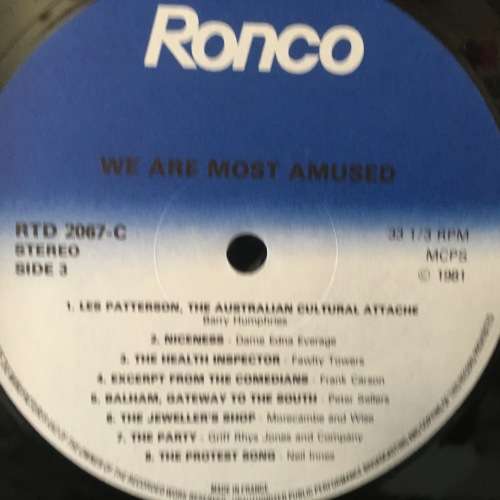 Ronco
WE ARE MOST AMUSED
RTD 2067-C
STEREO
SIDE 3
33 1/3 RPM
MCPS
© 1981
1. LES PATTERSON, THE AUSTRALIAN CULTURAL ATTACHE
Barry Humphries
2. NICENESS - Dame Edna Everage
3. THE HEALTH INSPECTOR - Fawlty Towers
4. EXCERPT FROM THE COMEDIANS - Frank Carson
5. BALHAM, GATEWAY TO THE SOUTH - Peter Sellers
6. THE JEWELLER'S SHOP - Morecambe and Wise
7. THE PARTY - Griff Rhys Jones and Company
8. THE PROTEST SONG - Neil Innes
MADE IN FRANCE